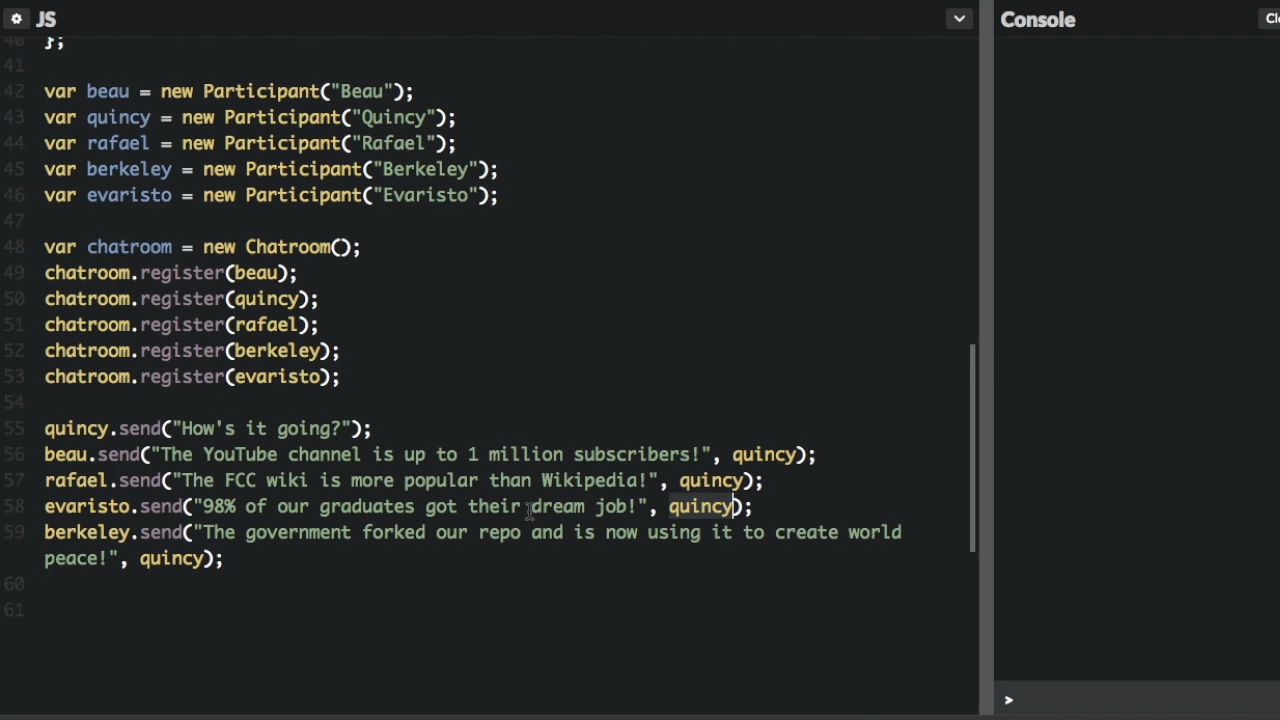 JS
Console
40 };
41
42 var beau = new Participant("Beau");
43 var quincy = new Participant("Quincy");
44 var rafael = new Participant("Rafael");
45 var berkeley = new Participant("Berkeley");
46 var evaristo = new Participant("Evaristo");
47
48 var chatroom = new Chatroom();
49 chatroom.register(beau);
50 chatroom.register(quincy);
51 chatroom.register(rafael);
52 chatroom.register(berkeley);
53 chatroom.register(evaristo);
54
55 quincy.send("How's it going?");
56 beau.send("The YouTube channel is up to 1 million subscribers!", quincy);
57 rafael.send("The FCC wiki is more popular than Wikipedia!", quincy);
58 evaristo.send("98% of our graduates got their dream job!", quincy);
59 berkeley.send("The government forked our repo and is now using it to create world
peace!", quincy);
60
61
>